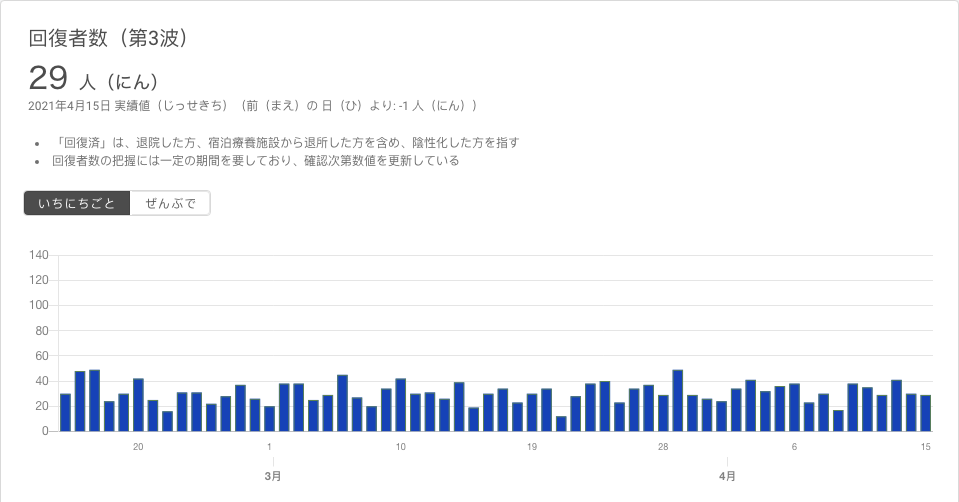 回復者数（第3波）
29 人（にん）
2021年4月15日 実績値（じっせきち）（前（まえ）の 日（ひ）より: -1 人（にん））
• 「回復済」は、退院した方、宿泊療養施設から退所した方を含め、陰性化した方を指す
• 回復者数の把握には一定の期間を要しており、確認次第数値を更新している
いちにちごと ぜんぶで
140
120
100
80
60
40
20
0
20 1 10 19 28 6 15
3月 4月